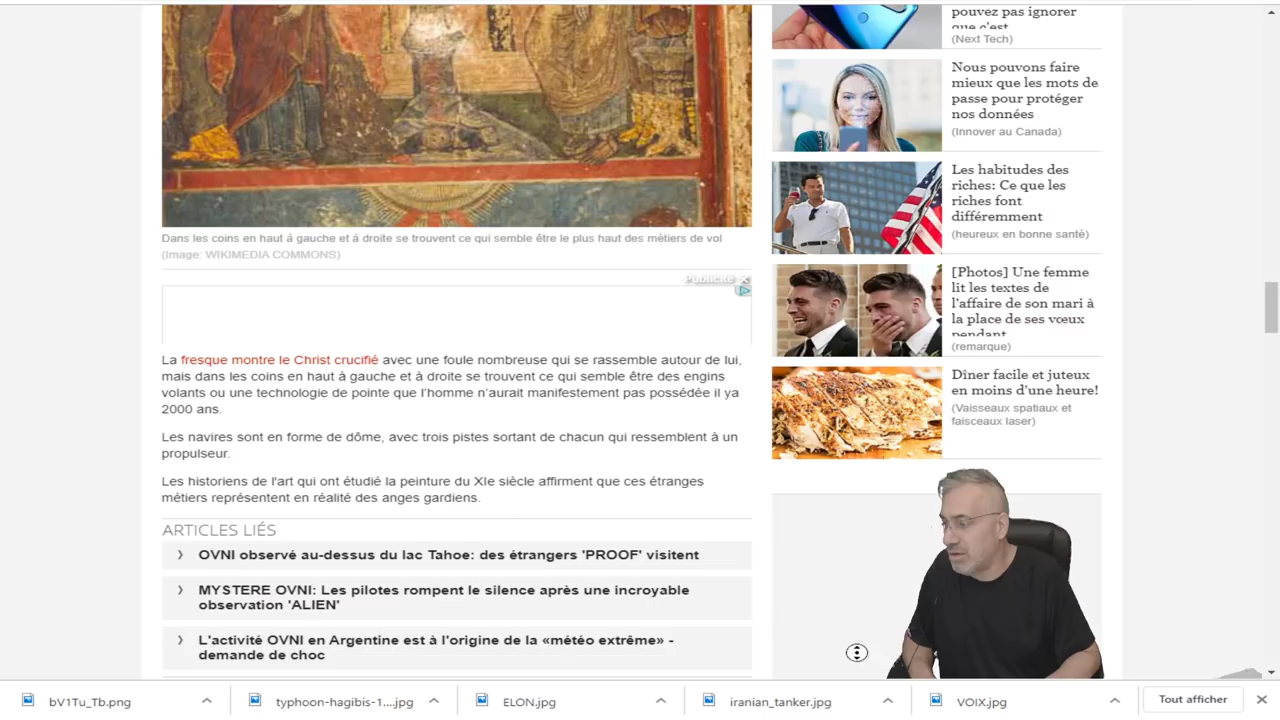 Dans les coins en haut à gauche et à droite se trouvent ce qui semble être le plus haut des métiers de vol
(Image: WIKIMEDIA COMMONS)
Publicité
La fresque montre le Christ crucifié avec une foule nombreuse qui se rassemble autour de lui,
mais dans les coins en haut à gauche et à droite se trouvent ce qui semble être des engins
volants ou une technologie de pointe que l'homme n'aurait manifestement pas possédée il ya
2000 ans.
Les navires sont en forme de dôme, avec trois pistes sortant de chacun qui ressemblent à un
propulseur.
Les historiens de l'art qui ont étudié la peinture du XIe siècle affirment que ces étranges
métiers représentent en réalité des anges gardiens.
ARTICLES LIÉS
OVNI observé au-dessus du lac Tahoe: des étrangers 'PROOF' visitent
MYSTERE OVNI: Les pilotes rompent le silence après une incroyable
observation 'ALIEN'
L'activité OVNI en Argentine est à l'origine de la «météo extrême» -
demande de choc
pouvez pas ignorer
que c'est
(Next Tech)
Nous pouvons faire
mieux que les mots de
passe pour protéger
nos données
(Innover au Canada)
Les habitudes des
riches: Ce que les
riches font
différemment
(heureux en bonne santé)
[Photos] Une femme
lit les textes de
l'affaire de son mari à
la place de ses vœux
pendant
(remarque)
Dîner facile et juteux
en moins d'une heure!
(Vaisseaux spatiaux et
faisceaux laser)
bV1Tu_Tb.png
typhoon-hagibis-1....jpg
ELON.jpg
iranian_tanker.jpg
VOIX.jpg
Tout afficher